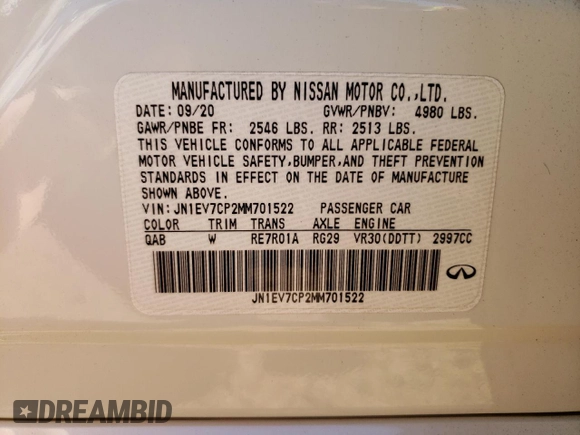 MANUFACTURED BY NISSAN MOTOR CO.,LTD.
DATE: 09/20 GVWR/PNBV: 4980 LBS.
GAWR/PNBE FR: 2546 LBS. RR: 2513 LBS.
THIS VEHICLE CONFORMS TO ALL APPLICABLE FEDERAL
MOTOR VEHICLE SAFETY,BUMPER,AND THEFT PREVENTION
STANDARDS IN EFFECT ON THE DATE OF MANUFACTURE
SHOWN ABOVE.
VIN: JN1EV7CP2MM701522 PASSENGER CAR
COLOR TRIM TRANS AXLE ENGINE
QAB W RE7R01A RG29 VR30(DDTT) 2997CC
JN1EV7CP2MM701522
DREAMBID